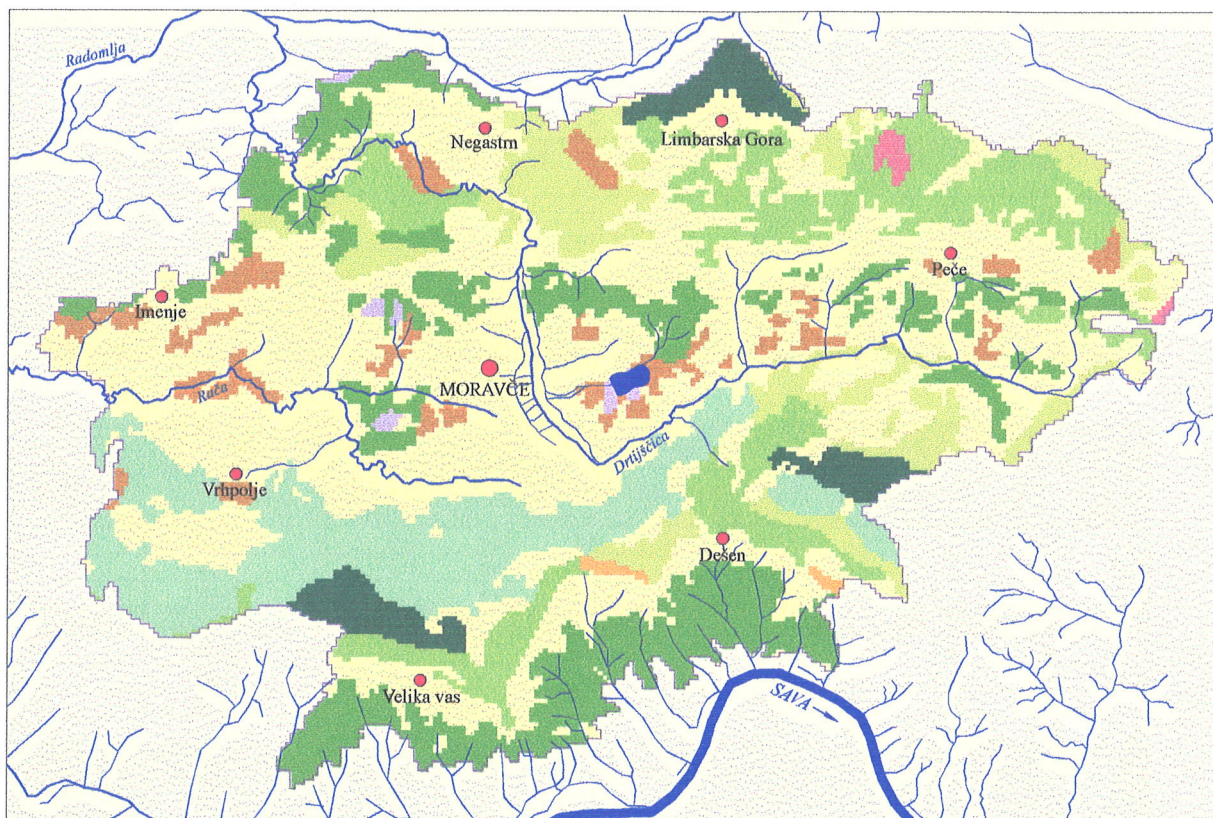 Radomlja
Negastrn
Limbarska Gora
Peče
Imenje
MORAVČE
Rača
Drtijščica
Vrhpolje
Dešen
Velika vas
SAVA